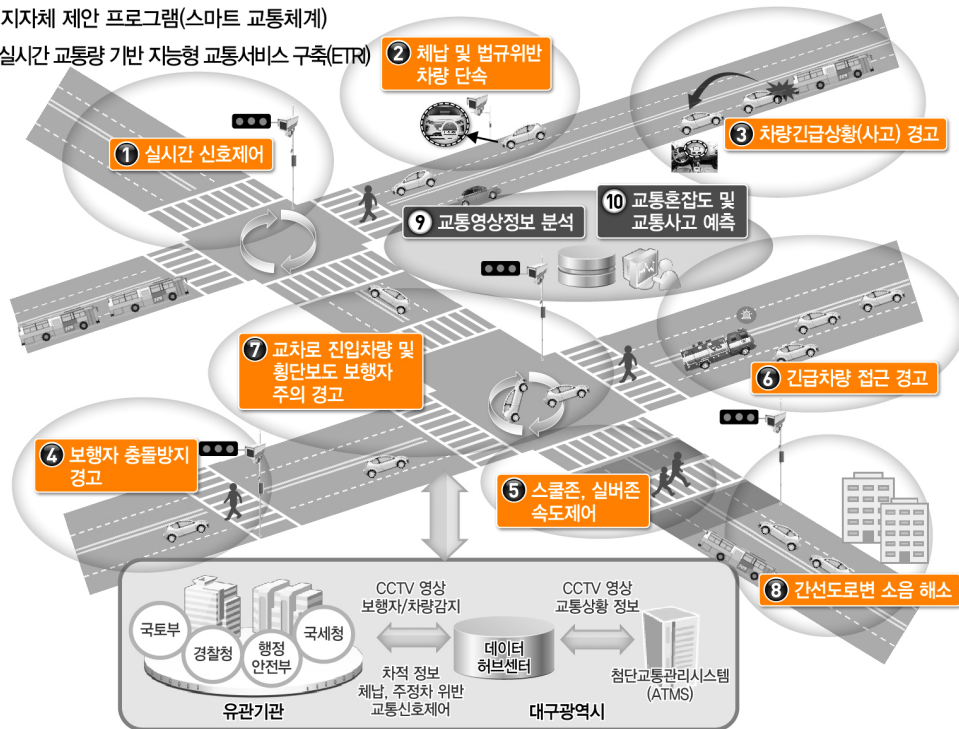 지자체 제안 프로그램(스마트 교통체계)
실시간 교통량 기반 지능형 교통서비스 구축(ETRI)
2 체납 및 법규위반
차량 단속
3 차량긴급상황(사고) 경고
1 실시간 신호제어
9 교통영상정보 분석
10 교통혼잡도 및
교통사고 예측
7 교차로 진입차량 및
횡단보도 보행자
주의 경고
6 긴급차량 접근 경고
4 보행자 충돌방지
경고
5 스쿨존, 실버존
속도제어
8 간선도로변 소음 해소
국토부
경찰청
행정
안전부
국세청
유관기관
CCTV 영상
보행자/차량감지
차적 정보
체납, 주정차 위반
교통신호제어
데이터
허브센터
CCTV 영상
교통상황 정보
첨단교통관리시스템
(ATMS)
대구광역시